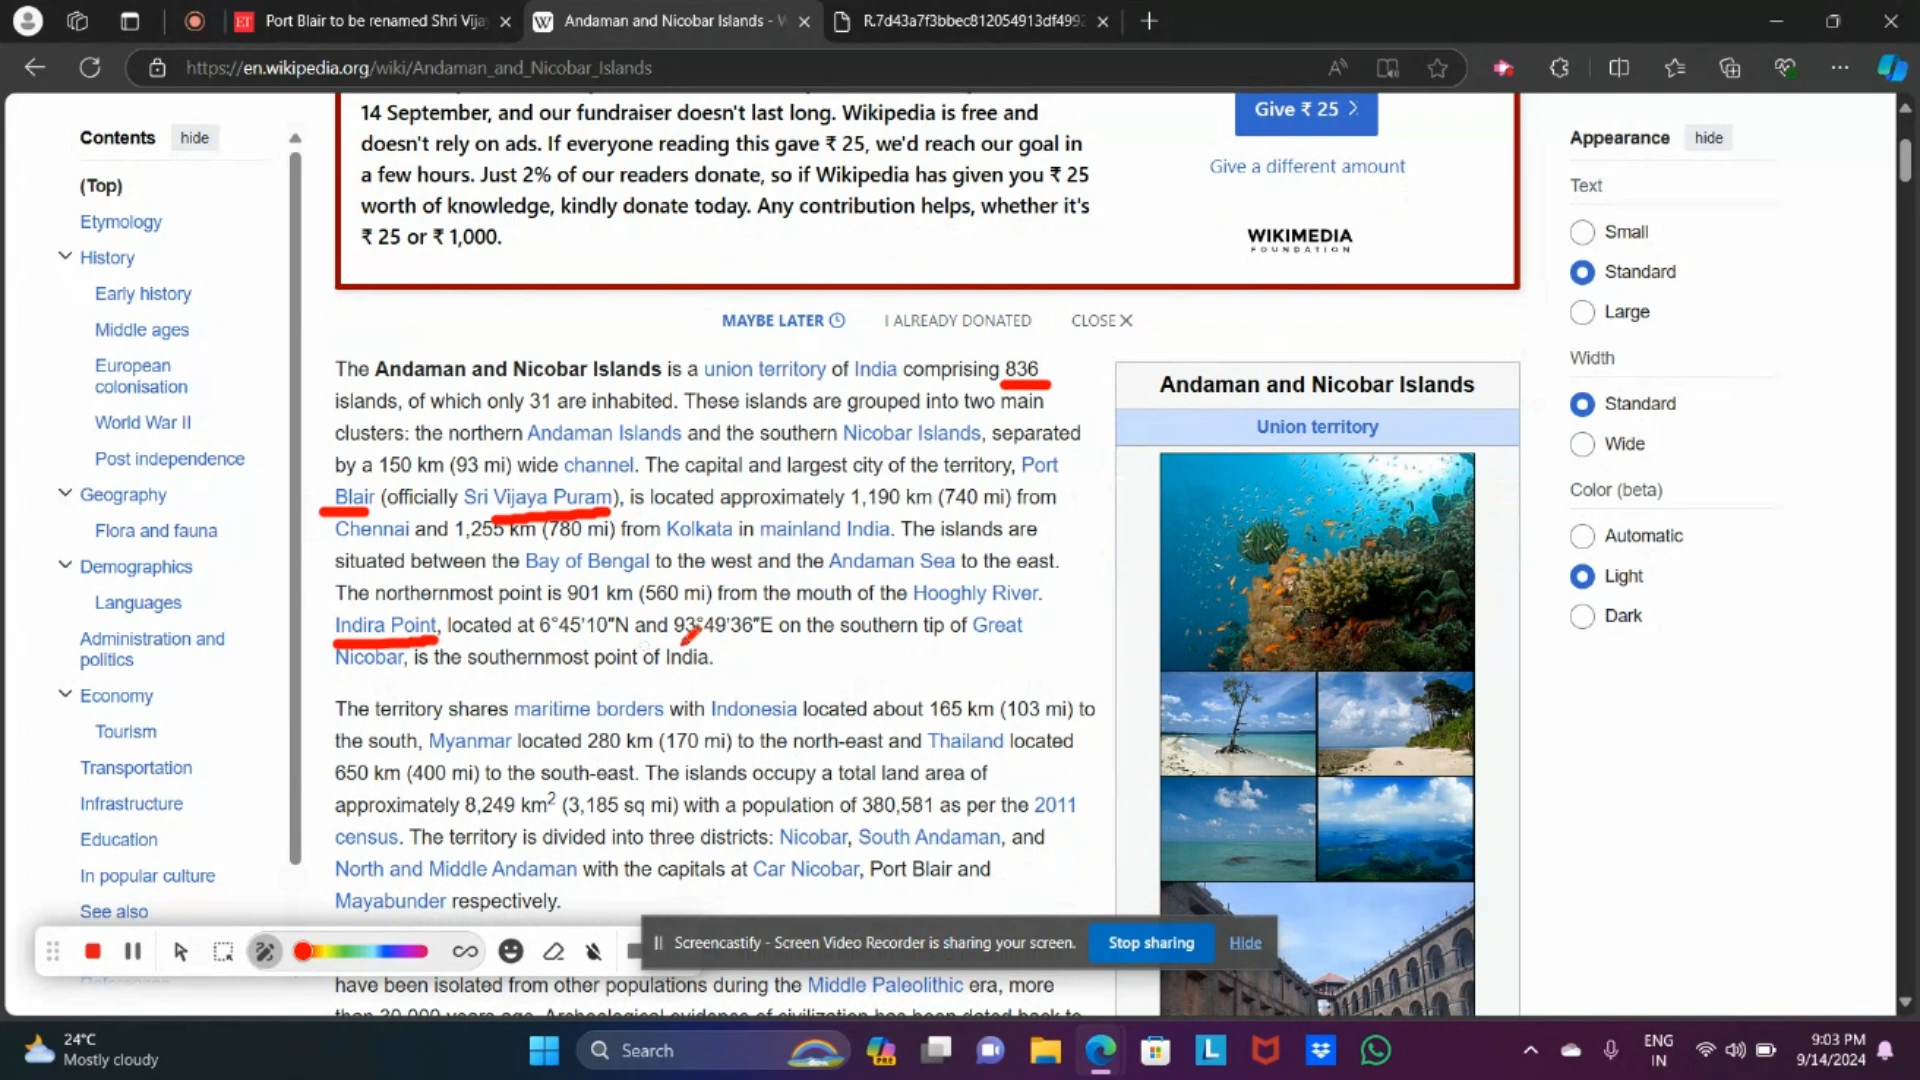 ET Port Blair to be renamed Shri Vija
W Andaman and Nicobar Islands - W
R.7d43a7f3bbec812054913df499
https://en.wikipedia.org/wiki/Andaman_and_Nicobar_Islands
Contents hide
(Top)
Etymology
History
Early history
Middle ages
European
colonisation
World War II
Post independence
Geography
Flora and fauna
Demographics
Languages
Administration and
politics
Economy
Tourism
Transportation
Infrastructure
Education
In popular culture
See also
14 September, and our fundraiser doesn't last long. Wikipedia is free and
doesn't rely on ads. If everyone reading this gave ₹ 25, we'd reach our goal in
a few hours. Just 2% of our readers donate, so if Wikipedia has given you ₹ 25
worth of knowledge, kindly donate today. Any contribution helps, whether it's
₹ 25 or ₹ 1,000.
Give ₹ 25
Give a different amount
WIKIMEDIA
FOUNDATION
MAYBE LATER I ALREADY DONATED CLOSE
The Andaman and Nicobar Islands is a union territory of India comprising 836
islands, of which only 31 are inhabited. These islands are grouped into two main
clusters: the northern Andaman Islands and the southern Nicobar Islands, separated
by a 150 km (93 mi) wide channel. The capital and largest city of the territory, Port
Blair (officially Sri Vijaya Puram), is located approximately 1,190 km (740 mi) from
Chennai and 1,255 km (780 mi) from Kolkata in mainland India. The islands are
situated between the Bay of Bengal to the west and the Andaman Sea to the east.
The northernmost point is 901 km (560 mi) from the mouth of the Hooghly River.
Indira Point, located at 6°45'10″N and 93°49'36″E on the southern tip of Great
Nicobar, is the southernmost point of India.
The territory shares maritime borders with Indonesia located about 165 km (103 mi) to
the south, Myanmar located 280 km (170 mi) to the north-east and Thailand located
650 km (400 mi) to the south-east. The islands occupy a total land area of
approximately 8,249 km² (3,185 sq mi) with a population of 380,581 as per the 2011
census. The territory is divided into three districts: Nicobar, South Andaman, and
North and Middle Andaman with the capitals at Car Nicobar, Port Blair and
Mayabunder respectively.
have been isolated from other populations during the Middle Paleolithic era, more
Andaman and Nicobar Islands
Union territory
Appearance hide
Text
Small
Standard
Large
Width
Standard
Wide
Color (beta)
Automatic
Light
Dark
Screencastify - Screen Video Recorder is sharing your screen. Stop sharing Hide
24°C
Mostly cloudy
Search
PRE
L
ENG
IN
9:03 PM
9/14/2024